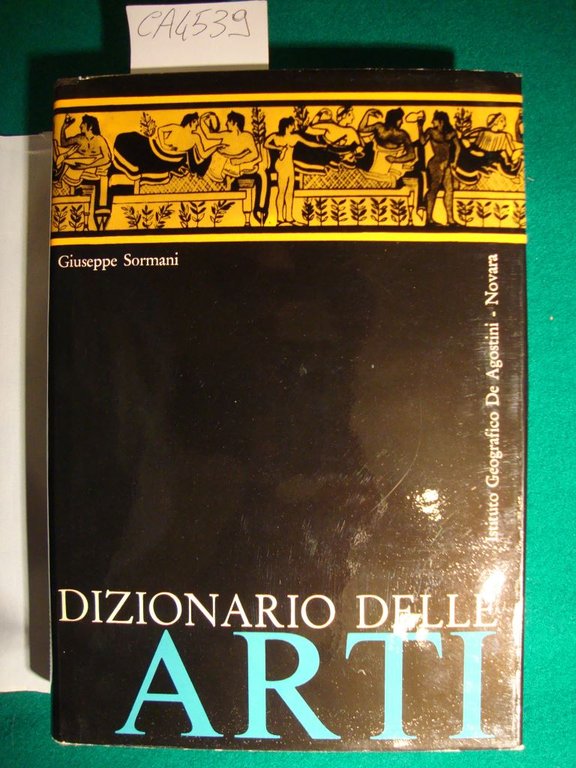 CA4539
Giuseppe Sormani
Istituto Geografico De Agostini - Novara
DIZIONARIO DELLE
ARTI